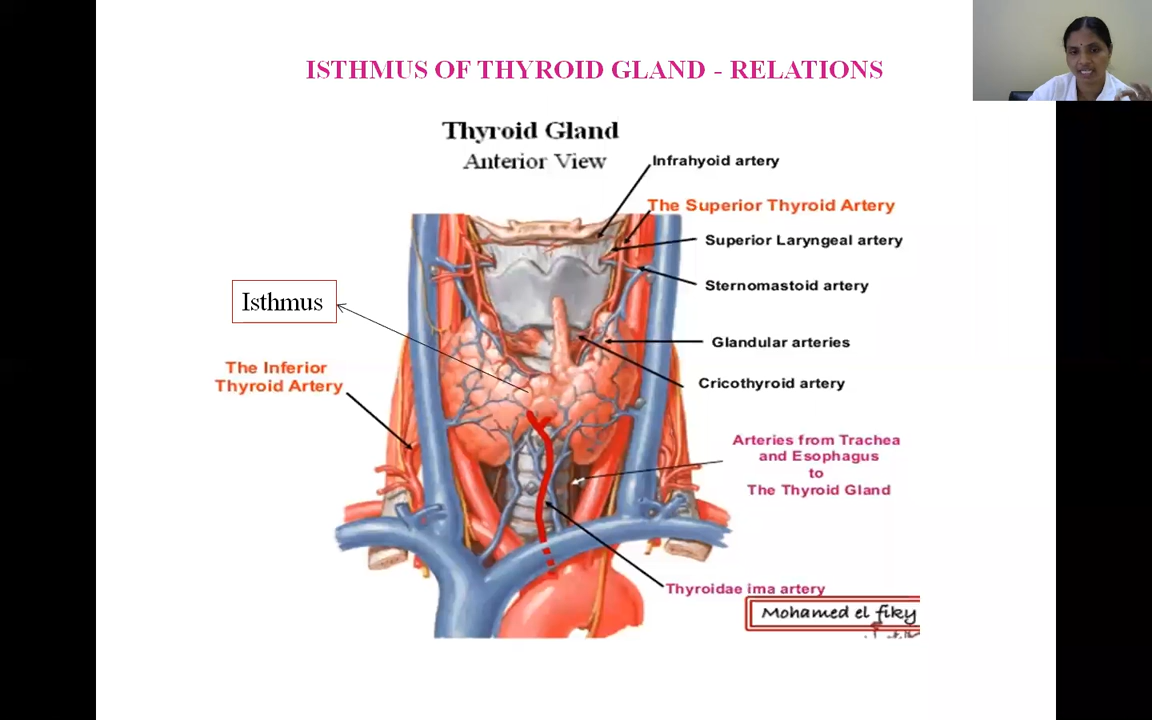 ISTHMUS OF THYROID GLAND - RELATIONS
Thyroid Gland
Anterior View
Infrahyoid artery
The Superior Thyroid Artery
Superior Laryngeal artery
Sternomastoid artery
Isthmus
Glandular arteries
The Inferior
Thyroid Artery
Cricothyroid artery
Arteries from Trachea
and Esophagus
to
The Thyroid Gland
Thyroidae ima artery
Mohamed el fiky